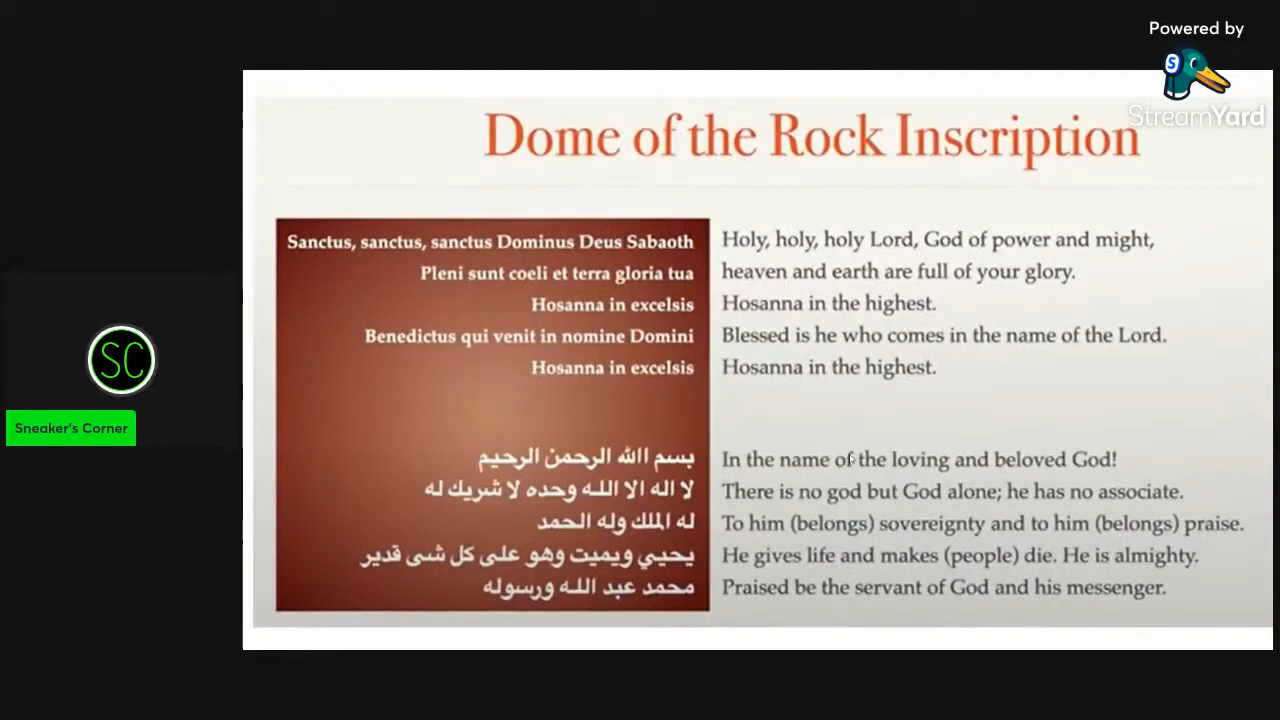 Powered by
StreamYard
Dome of the Rock Inscription
Sanctus, sanctus, sanctus Dominus Deus Sabaoth
Pleni sunt coeli et terra gloria tua
Hosanna in excelsis
Benedictus qui venit in nomine Domini
Hosanna in excelsis
Holy, holy, holy Lord, God of power and might,
heaven and earth are full of your glory.
Hosanna in the highest.
Blessed is he who comes in the name of the Lord.
Hosanna in the highest.
بسم االله الرحمن الرحيم
لا اله الا الله وحده لا شريك له
له الملك وله الحمد
يحيي ويميت وهو على كل شى قدير
محمد عبد الله ورسوله
In the name of the loving and beloved God!
There is no god but God alone; he has no associate.
To him (belongs) sovereignty and to him (belongs) praise.
He gives life and makes (people) die. He is almighty.
Praised be the servant of God and his messenger.
SC
Sneaker's Corner